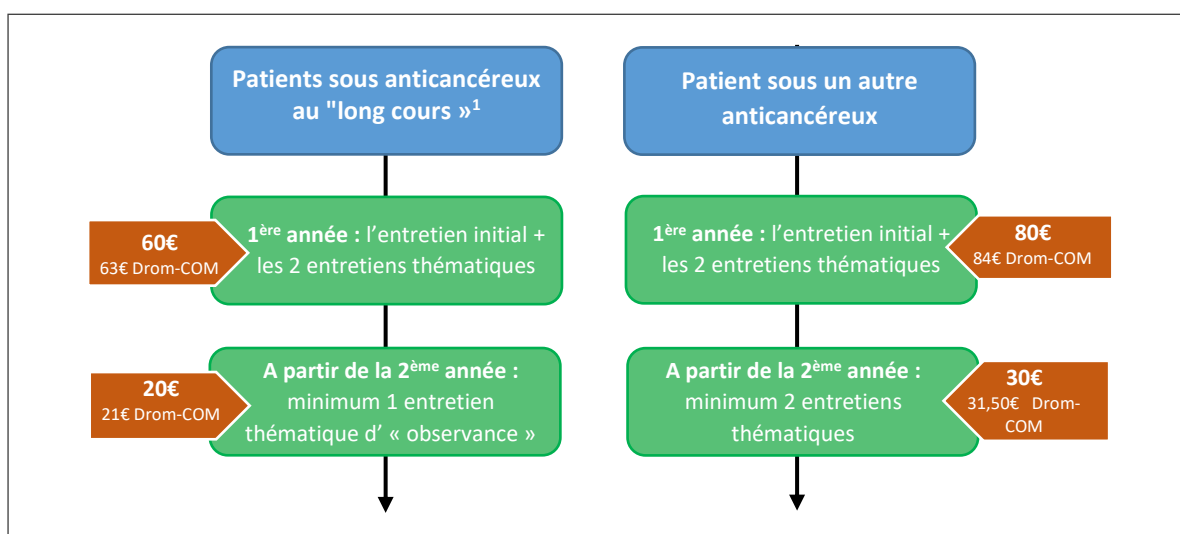 Patients sous anticancéreux
au "long cours »1
Patient sous un autre
anticancéreux
60€
63€ Drom-COM
1ère année : l'entretien initial +
les 2 entretiens thématiques
1ère année : l'entretien initial +
les 2 entretiens thématiques
80€
84€ Drom-COM
20€
21€ Drom-COM
A partir de la 2ème année :
minimum 1 entretien
thématique d' « observance »
A partir de la 2ème année :
minimum 2 entretiens
thématiques
30€
31,50€ Drom-
COM